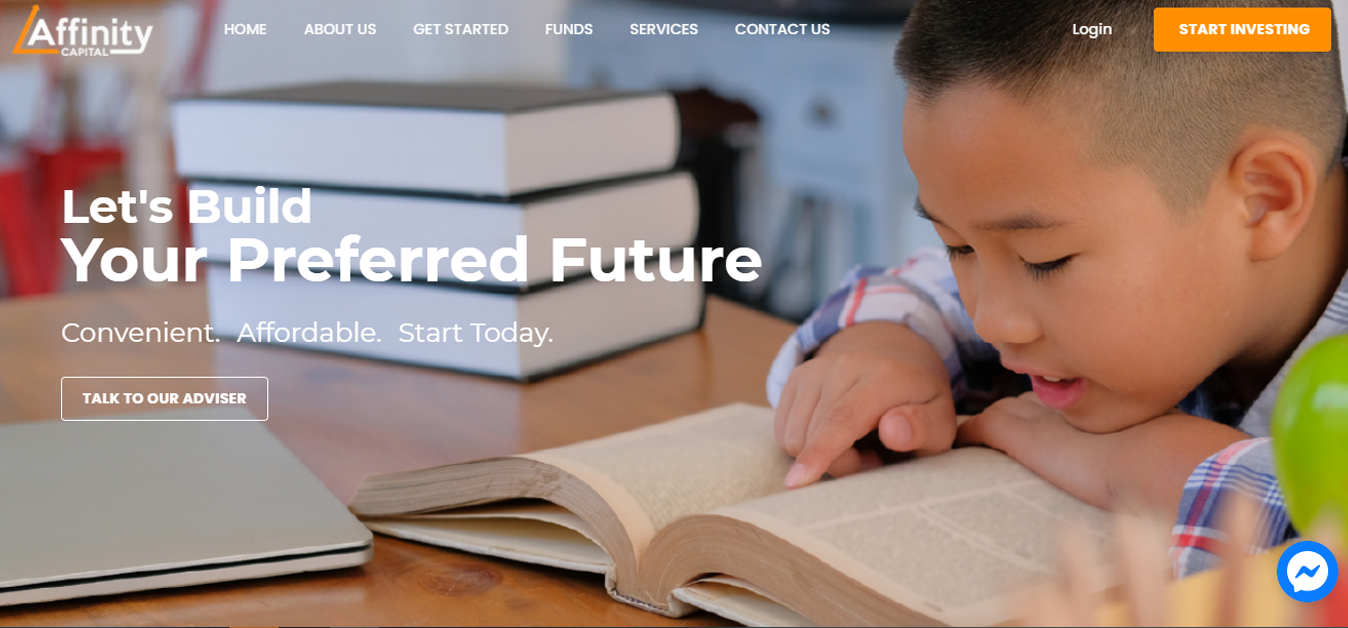 Affinity
CAPITAL
HOME
ABOUT US
GET STARTED
FUNDS
SERVICES
CONTACT US
Login
START INVESTING
Let's Build
Your Preferred Future
Convenient. Affordable. Start Today.
TALK TO OUR ADVISER